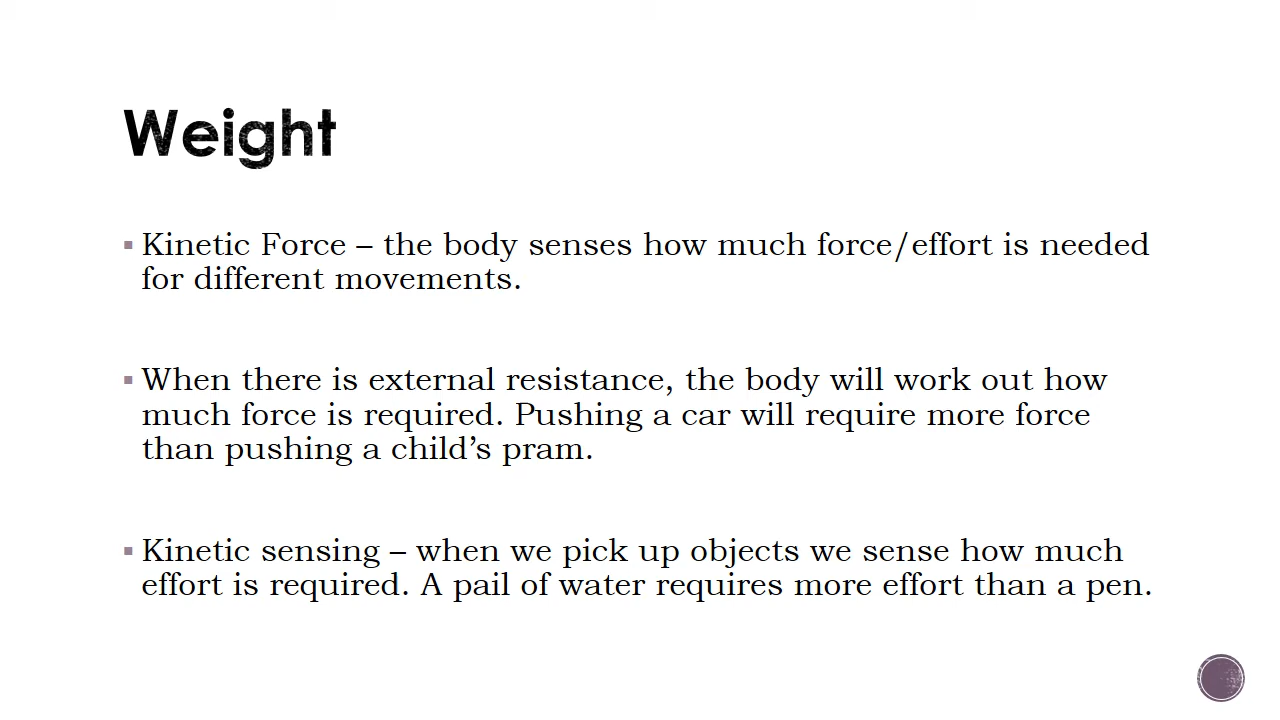 Weight
▪ Kinetic Force – the body senses how much force/effort is needed
for different movements.
▪ When there is external resistance, the body will work out how
much force is required. Pushing a car will require more force
than pushing a child’s pram.
▪ Kinetic sensing – when we pick up objects we sense how much
effort is required. A pail of water requires more effort than a pen.